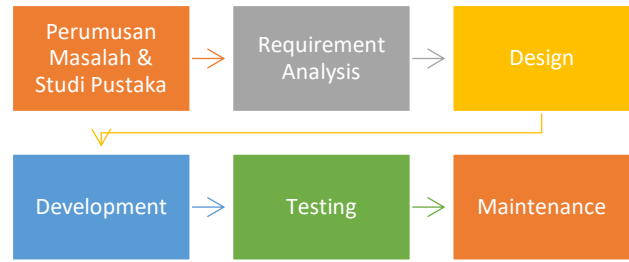 Perumusan
Masalah &
Studi Pustaka
Requirement
Analysis
Design
Development
Testing
Maintenance